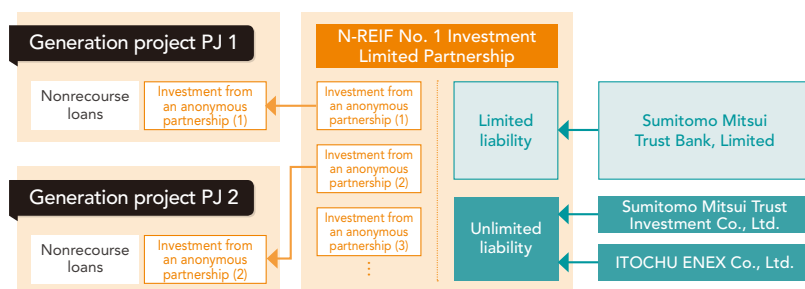 Generation project PJ 1
Nonrecourse
loans
Investment from
an anonymous
partnership (1)
Generation project PJ 2
Nonrecourse
loans
Investment from
an anonymous
partnership (2)
N-REIF No. 1 Investment
Limited Partnership
Investment from
an anonymous
partnership (1)
Investment from
an anonymous
partnership (2)
Investment from
an anonymous
partnership (3)
⋮
Limited
liability
Unlimited
liability
Sumitomo Mitsui
Trust Bank, Limited
Sumitomo Mitsui Trust
Investment Co., Ltd.
ITOCHU ENEX Co., Ltd.